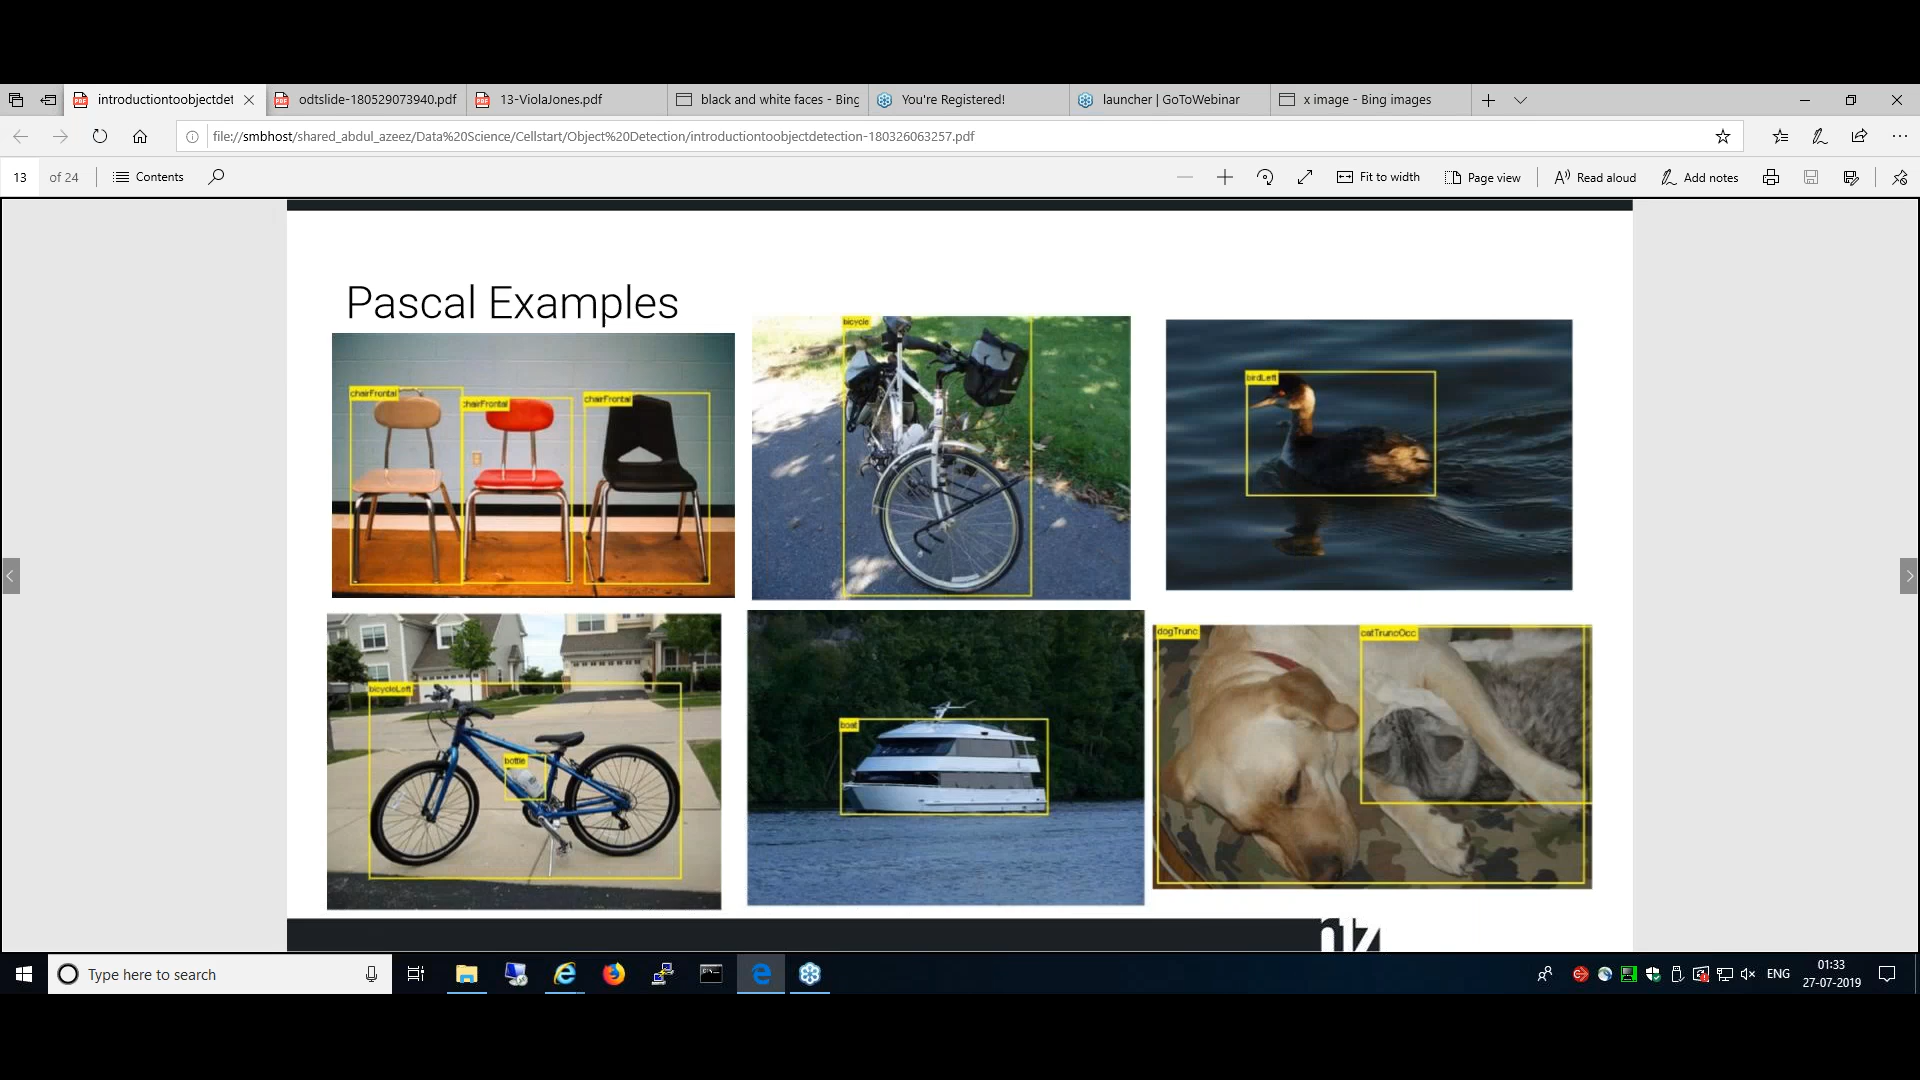 introductiontoobjectdet
odtslide-180529073940.pdf
13-ViolaJones.pdf
black and white faces - Bing
You're Registered!
launcher | GoToWebinar
x image - Bing images
file://smbhost/shared_abdul_azeez/Data%20Science/Cellstart/Object%20Detection/introductiontoobjectdetection-180326063257.pdf
13 of 24
Contents
Fit to width
Page view
Read aloud
Add notes
Pascal Examples
chairFrontal
chairFrontal
chairFrontal
bicycle
birdLeft
bicycleLeft
bottle
boat
dogTrunc
catTruncOcc
Type here to search
ENG
01:33
27-07-2019